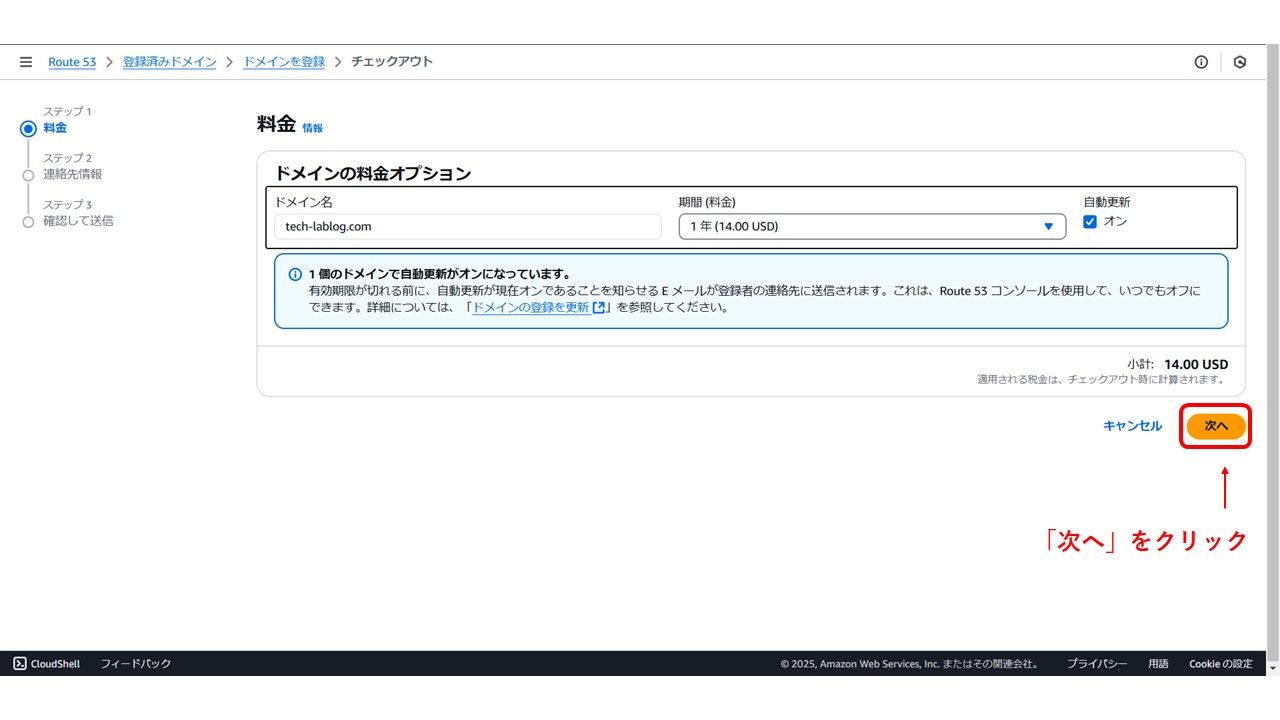 Route 53 > 登録済みドメイン > ドメインを登録 > チェックアウト
ステップ 1
料金
ステップ 2
連絡先情報
ステップ 3
確認して送信
料金 情報
ドメインの料金オプション
ドメイン名
tech-lablog.com
期間 (料金)
1 年 (14.00 USD)
自動更新
オン
1 個のドメインで自動更新がオンになっています。
有効期限が切れる前に、自動更新が現在オンであることを知らせる E メールが登録者の連絡先に送信されます。これは、Route 53 コンソールを使用して、いつでもオフに
できます。詳細については、「ドメインの登録を更新」を参照してください。
小計: 14.00 USD
適用される税金は、チェックアウト時に計算されます。
キャンセル
次へ
「次へ」をクリック
CloudShell フィードバック © 2025, Amazon Web Services, Inc. またはその関連会社。 プライバシー 用語 Cookie の設定